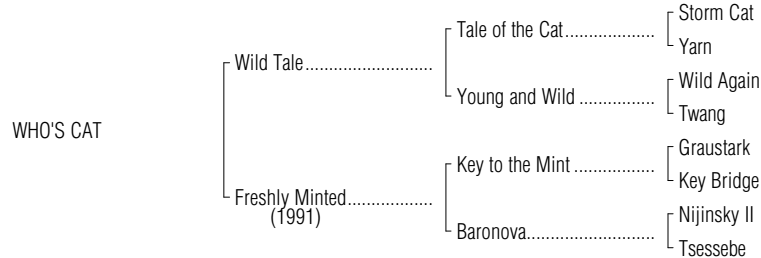 Storm Cat
Tale of the Cat...................
Yarn
Wild Tale...........................
Wild Again
Young and Wild ................
Twang
WHO'S CAT
Graustark
Key to the Mint .................
Key Bridge
Freshly Minted..................
(1991)
Nijinsky II
Baronova...........................
Tsessebe